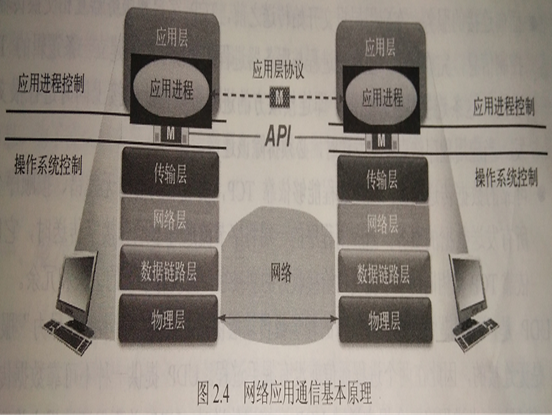 应用层
应用层
应用层协议
应用进程控制
应用进程
M
应用进程
应用进程控制
M
API
M
操作系统控制
传输层
传输层
操作系统控制
网络层
网络层
数据链路层
网络
数据链路层
物理层
物理层
图 2.4 网络应用通信基本原理